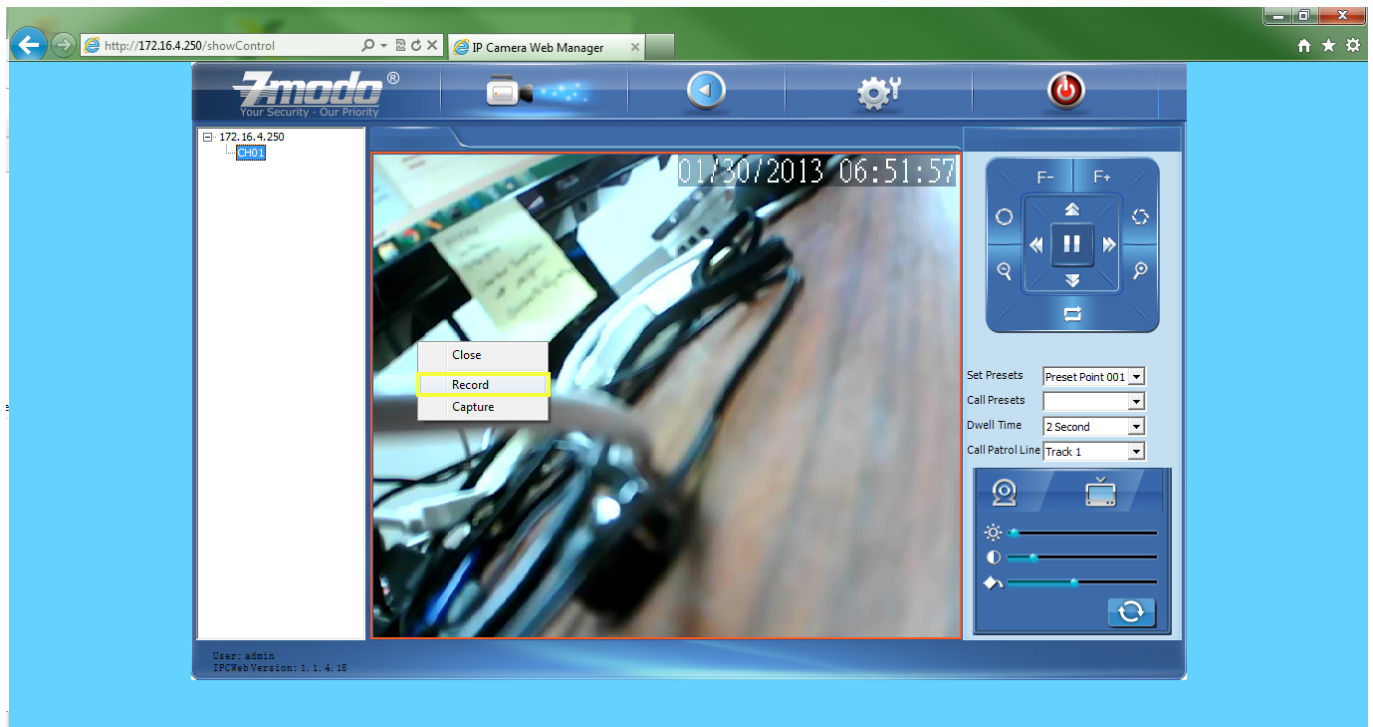 http://172.16.4.250/showControl
IP Camera Web Manager
Zmodo®
Your Security - Our Priority
172.16.4.250
CH01
01/30/2013 06:51:57
F- F+
Close
Record
Capture
Set Presets Preset Point 001
Call Presets
Dwell Time 2 Second
Call Patrol Line Track 1
User: admin
IPCWeb Version: 1.1.4.18